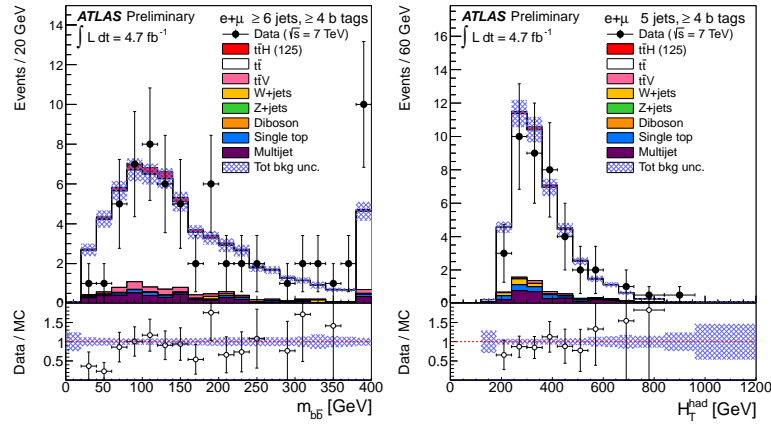 ATLAS Preliminary
∫ L dt = 4.7 fb⁻¹
e+μ ≥ 6 jets, ≥ 4 b tags
Data (√s = 7 TeV)
tt̄H (125)
tt̄
tt̄V
W+jets
Z+jets
Diboson
Single top
Multijet
Tot bkg unc.
Events / 20 GeV
14
12
10
8
6
4
2
0
Data / MC
1.5
1
0.5
0 50 100 150 200 250 300 350 400
m_bb̄ [GeV]
ATLAS Preliminary
∫ L dt = 4.7 fb⁻¹
e+μ 5 jets, ≥ 4 b tags
Data (√s = 7 TeV)
tt̄H (125)
tt̄
tt̄V
W+jets
Z+jets
Diboson
Single top
Multijet
Tot bkg unc.
Events / 60 GeV
16
14
12
10
8
6
4
2
0
Data / MC
1.5
1
0.5
0 200 400 600 800 1000 1200
H_T^had [GeV]